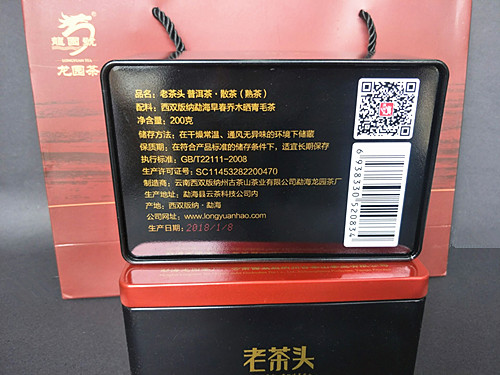 龍園號
龙园茶
品名：老茶头 普洱茶·散茶（熟茶）
配料：西双版纳勐海早春乔木晒青毛茶
净含量：200克
储存方法：在干燥常温、通风无异味的环境下储藏
保质期：在符合产品标准的储存条件下，适宜长期保存
执行标准：GB/T22111-2008
生产许可证号：SC11453282200470
制造商：云南西双版纳州古茶山茶业有限公司勐海龙园茶厂
生产地址：勐海县云茶科技公司内
产地：西双版纳·勐海
公司网址：www.longyuanhao.com
生产日期：2018/1/8
6938330520834
老茶头